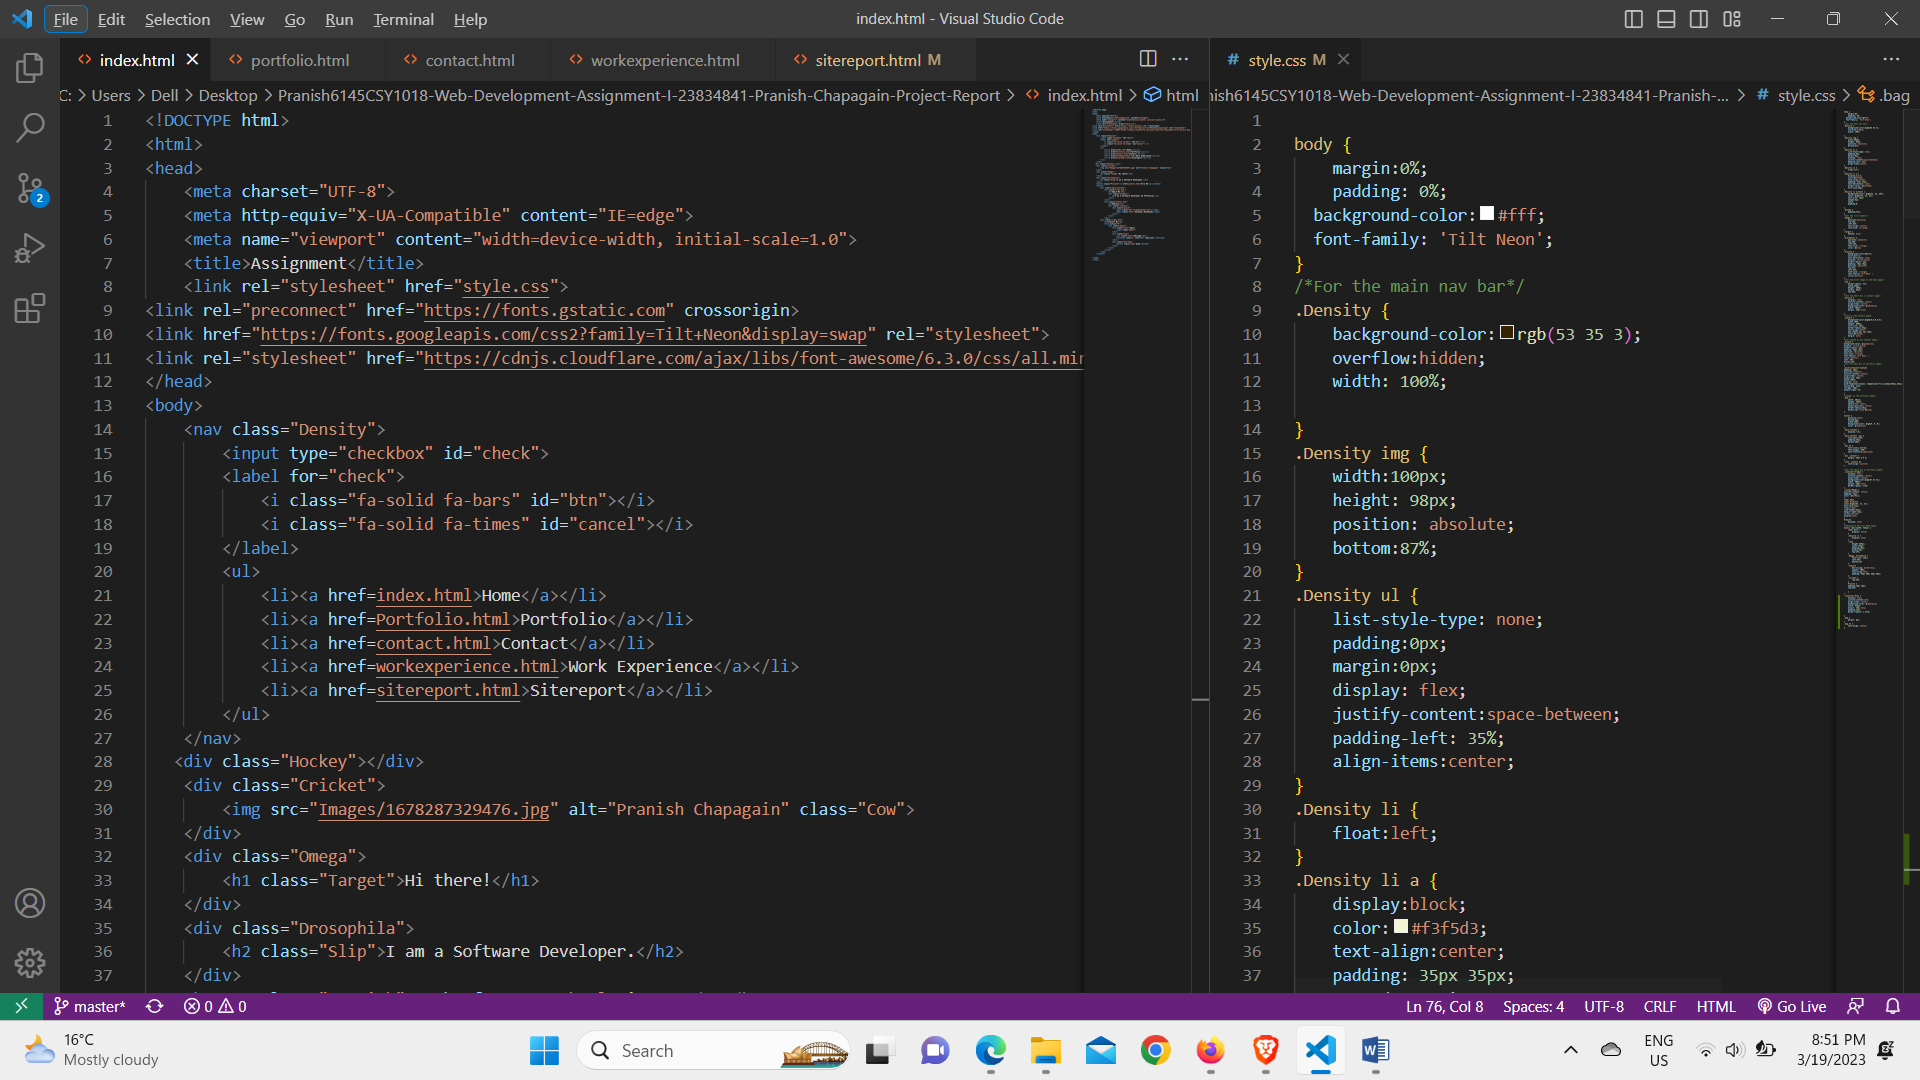 File Edit Selection View Go Run Terminal Help
index.html - Visual Studio Code
index.html
portfolio.html
contact.html
workexperience.html
sitereport.html M
C: > Users > Dell > Desktop > Pranish6145CSY1018-Web-Development-Assignment-I-23834841-Pranish-Chapagain-Project-Report > index.html > html
1 <!DOCTYPE html>
2 <html>
3 <head>
4 <meta charset="UTF-8">
5 <meta http-equiv="X-UA-Compatible" content="IE=edge">
6 <meta name="viewport" content="width=device-width, initial-scale=1.0">
7 <title>Assignment</title>
8 <link rel="stylesheet" href="style.css">
9 <link rel="preconnect" href="https://fonts.gstatic.com" crossorigin>
10 <link href="https://fonts.googleapis.com/css2?family=Tilt+Neon&display=swap" rel="stylesheet">
11 <link rel="stylesheet" href="https://cdnjs.cloudflare.com/ajax/libs/font-awesome/6.3.0/css/all.min
12 </head>
13 <body>
14 <nav class="Density">
15 <input type="checkbox" id="check">
16 <label for="check">
17 <i class="fa-solid fa-bars" id="btn"></i>
18 <i class="fa-solid fa-times" id="cancel"></i>
19 </label>
20 <ul>
21 <li><a href=index.html>Home</a></li>
22 <li><a href=Portfolio.html>Portfolio</a></li>
23 <li><a href=contact.html>Contact</a></li>
24 <li><a href=workexperience.html>Work Experience</a></li>
25 <li><a href=sitereport.html>Sitereport</a></li>
26 </ul>
27 </nav>
28 <div class="Hockey"></div>
29 <div class="Cricket">
30 <img src="Images/1678287329476.jpg" alt="Pranish Chapagain" class="Cow">
31 </div>
32 <div class="Omega">
33 <h1 class="Target">Hi there!</h1>
34 </div>
35 <div class="Drosophila">
36 <h2 class="Slip">I am a Software Developer.</h2>
37 </div>
style.css M
nish6145CSY1018-Web-Development-Assignment-I-23834841-Pranish-... > style.css > .bag
1
2 body {
3 margin:0%;
4 padding: 0%;
5 background-color:#fff;
6 font-family: 'Tilt Neon';
7 }
8 /*For the main nav bar*/
9 .Density {
10 background-color:rgb(53 35 3);
11 overflow:hidden;
12 width: 100%;
13
14 }
15 .Density img {
16 width:100px;
17 height: 98px;
18 position: absolute;
19 bottom:87%;
20 }
21 .Density ul {
22 list-style-type: none;
23 padding:0px;
24 margin:0px;
25 display: flex;
26 justify-content:space-between;
27 padding-left: 35%;
28 align-items:center;
29 }
30 .Density li {
31 float:left;
32 }
33 .Density li a {
34 display:block;
35 color:#f3f5d3;
36 text-align:center;
37 padding: 35px 35px;
2
master* 0 0
Ln 76, Col 8 Spaces: 4 UTF-8 CRLF HTML Go Live
16°C
Mostly cloudy
Search
ENG
US
8:51 PM
3/19/2023